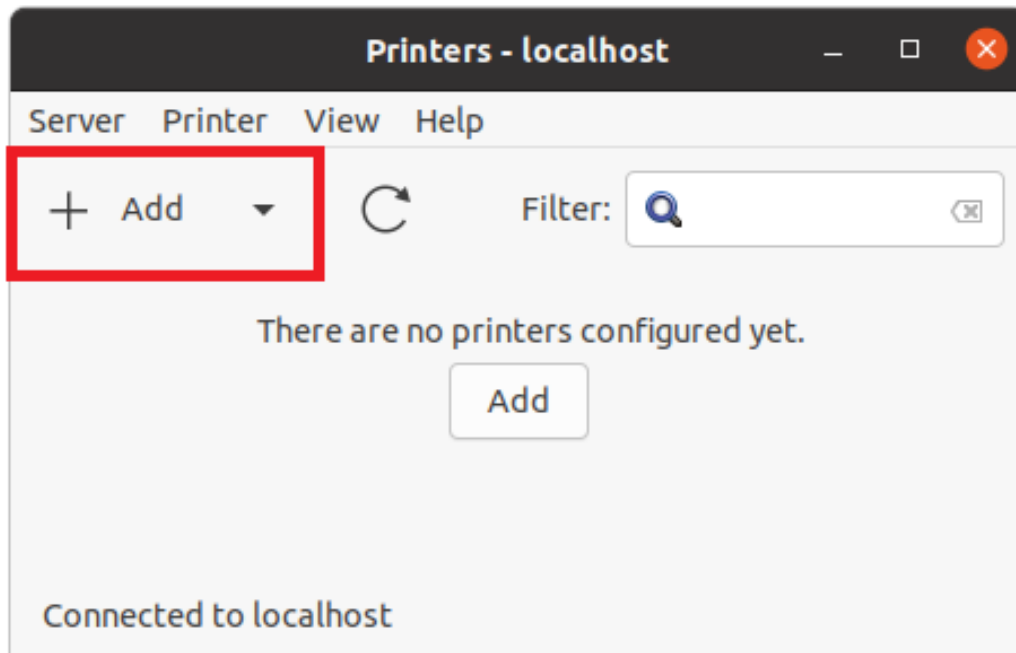 Printers - localhost
Server Printer View Help
Add Filter:
There are no printers configured yet.
Add
Connected to localhost